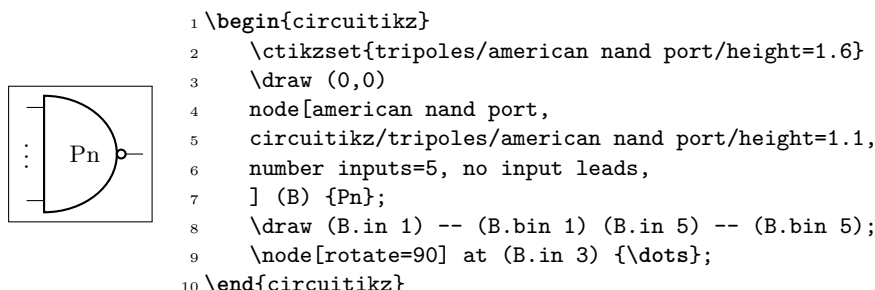 Pn
⋮
1 \begin{circuitikz}
2     \ctikzset{tripoles/american nand port/height=1.6}
3     \draw (0,0)
4     node[american nand port,
5     circuitikz/tripoles/american nand port/height=1.1,
6     number inputs=5, no input leads,
7     ] (B) {Pn};
8     \draw (B.in 1) -- (B.bin 1) (B.in 5) -- (B.bin 5);
9     \node[rotate=90] at (B.in 3) {\dots};
10 \end{circuitikz}